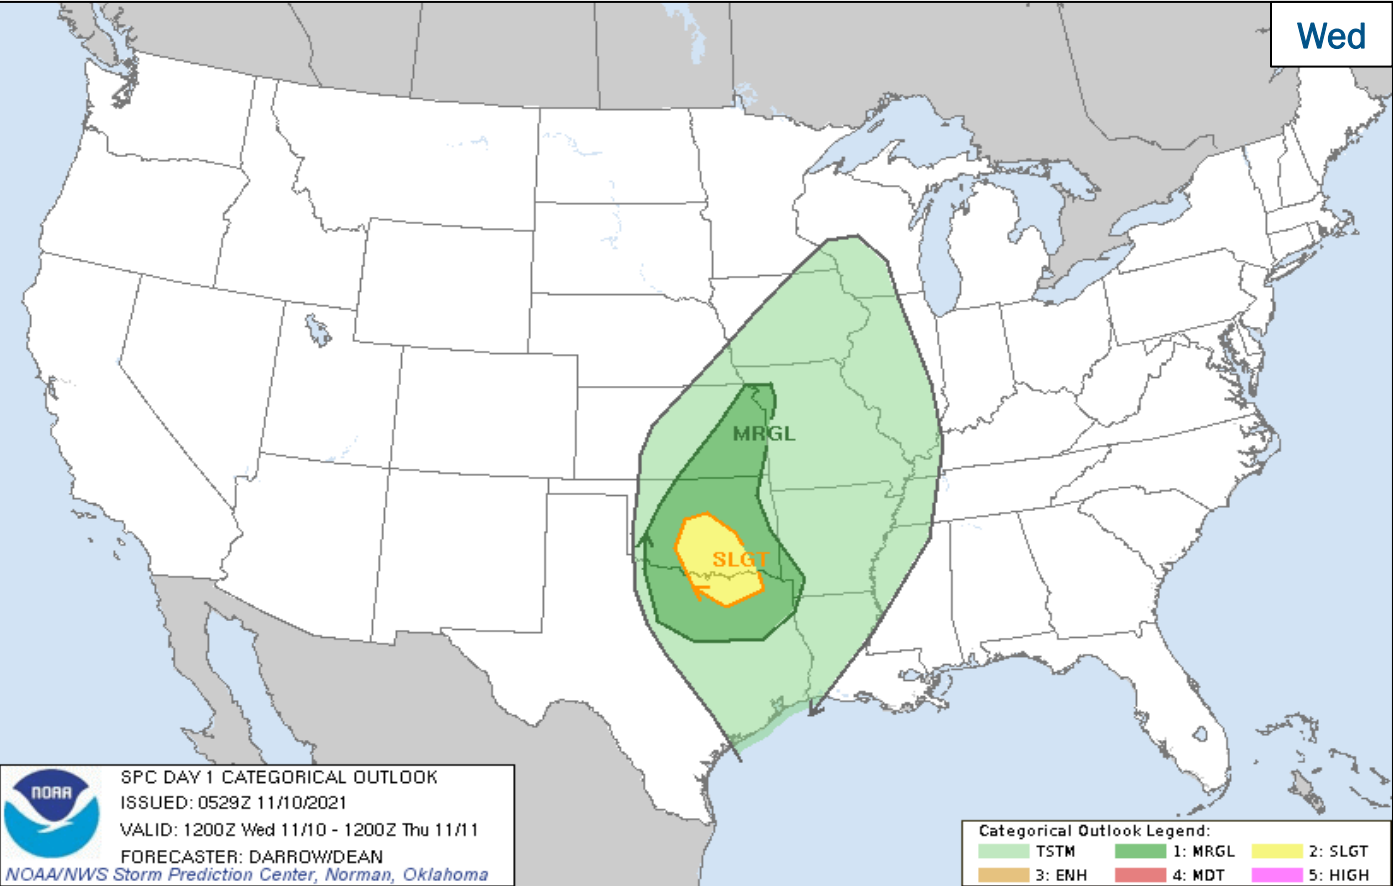 Wed
MRGL
SLGT
NOAA
SPC DAY 1 CATEGORICAL OUTLOOK
ISSUED: 0529Z 11/10/2021
VALID: 1200Z Wed 11/10 - 1200Z Thu 11/11
FORECASTER: DARROW/DEAN
NOAA/NWS Storm Prediction Center, Norman, Oklahoma
Categorical Outlook Legend:
TSTM 1: MRGL 2: SLGT
3: ENH 4: MDT 5: HIGH